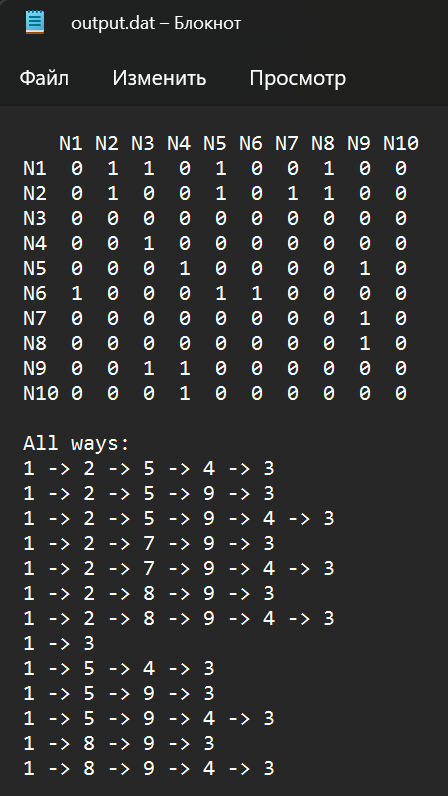 output.dat – Блокнот
Файл Изменить Просмотр
N1 N2 N3 N4 N5 N6 N7 N8 N9 N10
N1 0 1 1 0 1 0 0 1 0 0
N2 0 1 0 0 1 0 1 1 0 0
N3 0 0 0 0 0 0 0 0 0 0
N4 0 0 1 0 0 0 0 0 0 0
N5 0 0 0 1 0 0 0 0 1 0
N6 1 0 0 0 1 1 0 0 0 0
N7 0 0 0 0 0 0 0 0 1 0
N8 0 0 0 0 0 0 0 0 1 0
N9 0 0 1 1 0 0 0 0 0 0
N10 0 0 0 1 0 0 0 0 0 0
All ways:
1 -> 2 -> 5 -> 4 -> 3
1 -> 2 -> 5 -> 9 -> 3
1 -> 2 -> 5 -> 9 -> 4 -> 3
1 -> 2 -> 7 -> 9 -> 3
1 -> 2 -> 7 -> 9 -> 4 -> 3
1 -> 2 -> 8 -> 9 -> 3
1 -> 2 -> 8 -> 9 -> 4 -> 3
1 -> 3
1 -> 5 -> 4 -> 3
1 -> 5 -> 9 -> 3
1 -> 5 -> 9 -> 4 -> 3
1 -> 8 -> 9 -> 3
1 -> 8 -> 9 -> 4 -> 3